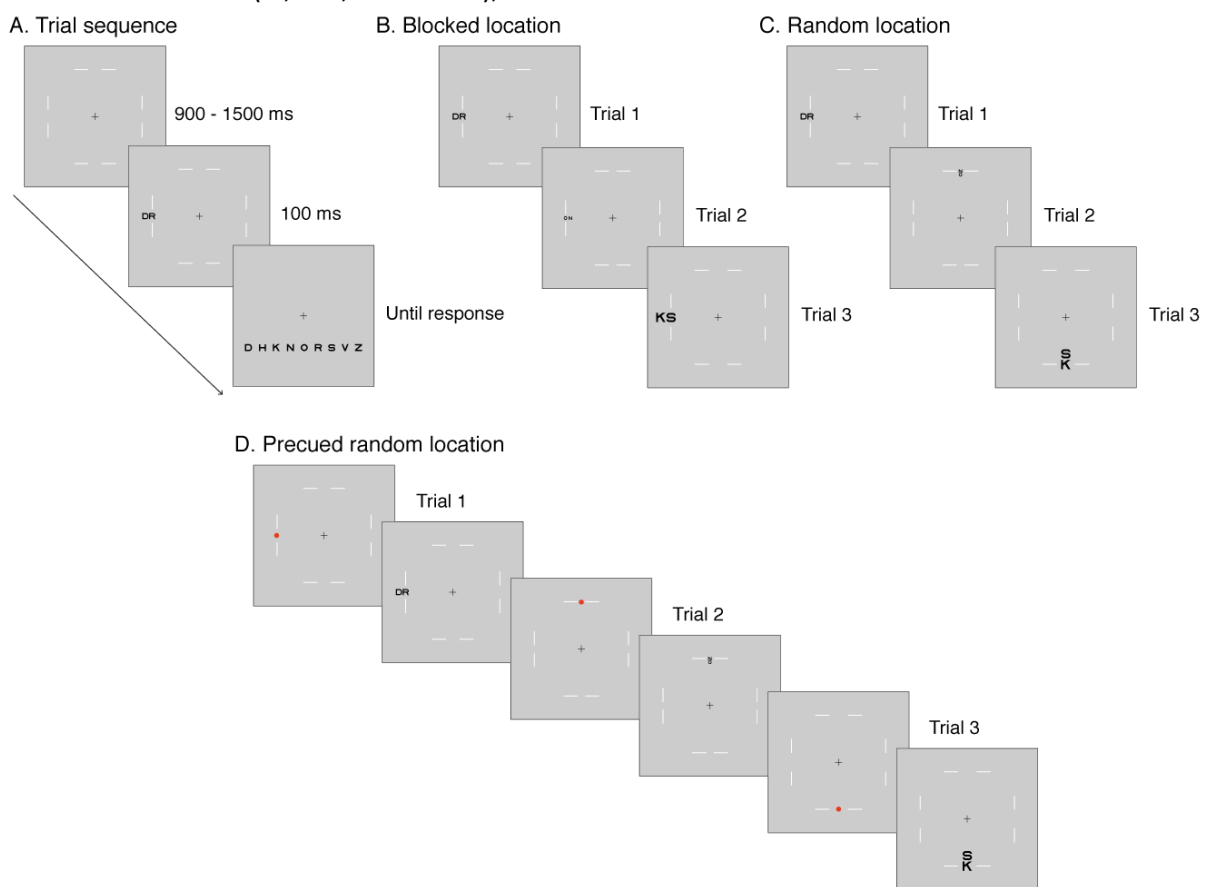 A. Trial sequence
900 - 1500 ms
DR
100 ms
Until response
D H K N O R S V Z
B. Blocked location
DR
Trial 1
ON
Trial 2
KS
Trial 3
C. Random location
DR
Trial 1
Trial 2
S
K
Trial 3
D. Precued random location
Trial 1
DR
Trial 2
Trial 3
S
K